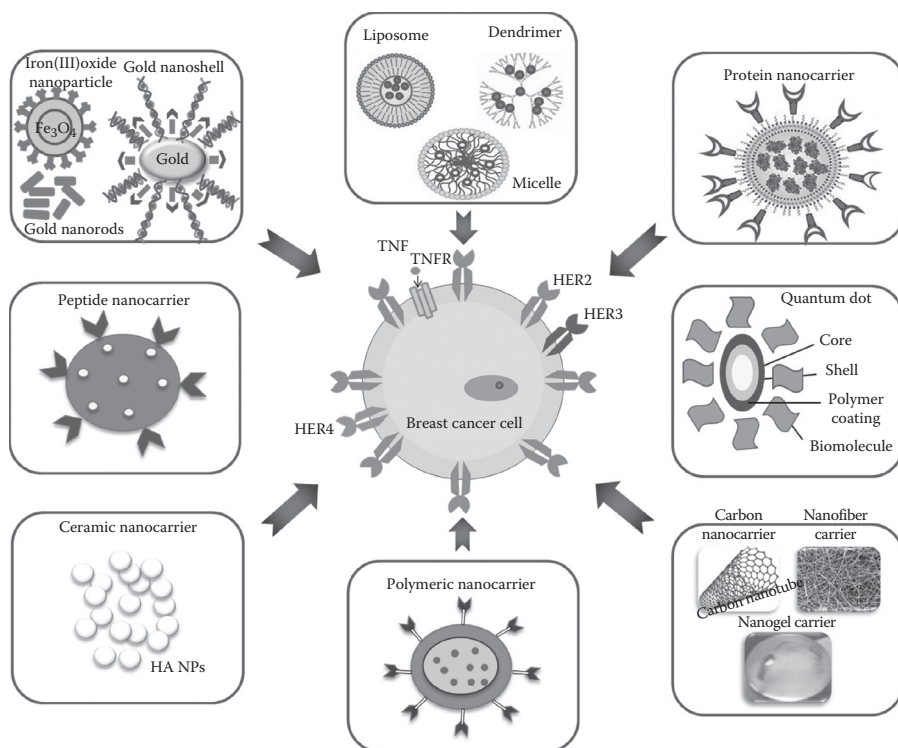 Iron(III)oxide
nanoparticle
Gold nanoshell
Fe₃O₄
Gold
Gold nanorods
Liposome
Dendrimer
Micelle
Protein nanocarrier
Peptide nanocarrier
TNF
TNFR
HER2
HER3
HER4
Breast cancer cell
Quantum dot
Core
Shell
Polymer
coating
Biomolecule
Ceramic nanocarrier
HA NPs
Polymeric nanocarrier
Carbon
nanocarrier
Nanofiber
carrier
Carbon nanotube
Nanogel carrier